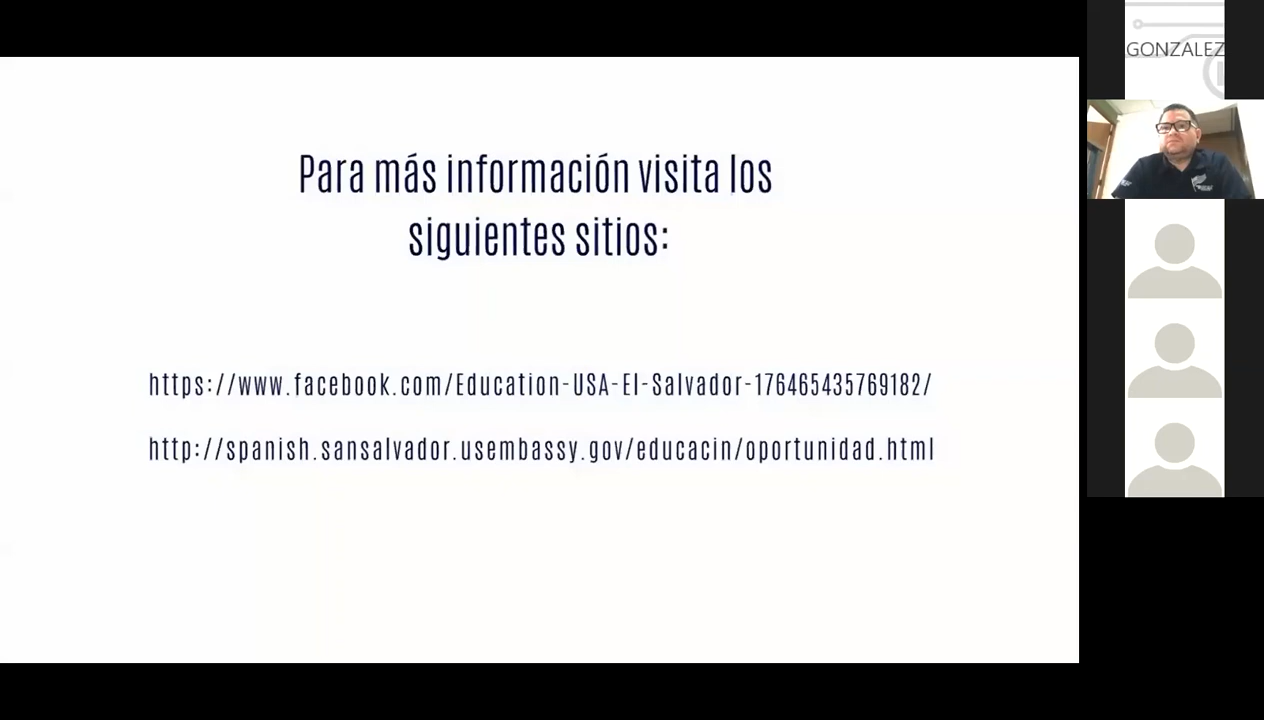 Para más información visita los
siguientes sitios:
https://www.facebook.com/Education-USA-El-Salvador-176465435769182/
http://spanish.sansalvador.usembassy.gov/educacin/oportunidad.html
GONZALEZ